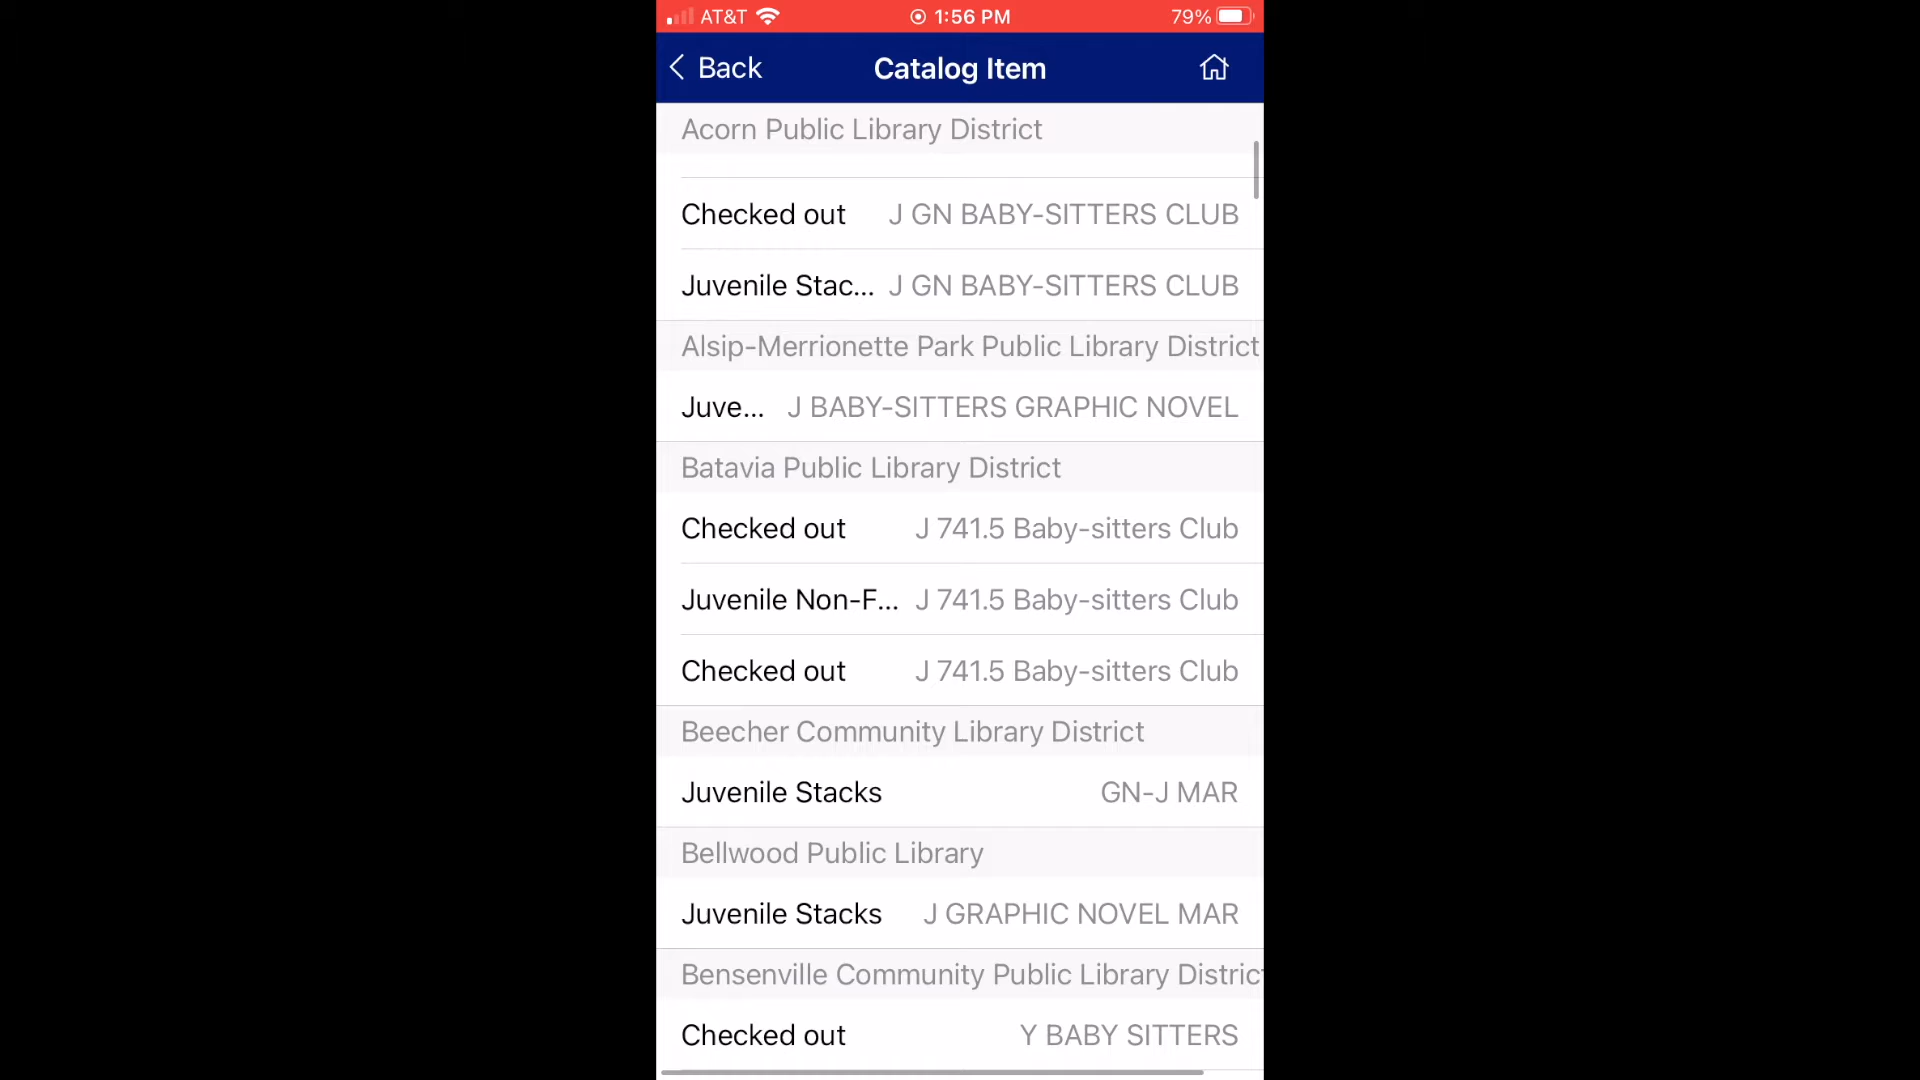 AT&T 1:56 PM 79%
Back Catalog Item
Acorn Public Library District
Checked out J GN BABY-SITTERS CLUB
Juvenile Stac... J GN BABY-SITTERS CLUB
Alsip-Merrionette Park Public Library District
Juve... J BABY-SITTERS GRAPHIC NOVEL
Batavia Public Library District
Checked out J 741.5 Baby-sitters Club
Juvenile Non-F... J 741.5 Baby-sitters Club
Checked out J 741.5 Baby-sitters Club
Beecher Community Library District
Juvenile Stacks GN-J MAR
Bellwood Public Library
Juvenile Stacks J GRAPHIC NOVEL MAR
Bensenville Community Public Library Distric
Checked out Y BABY SITTERS